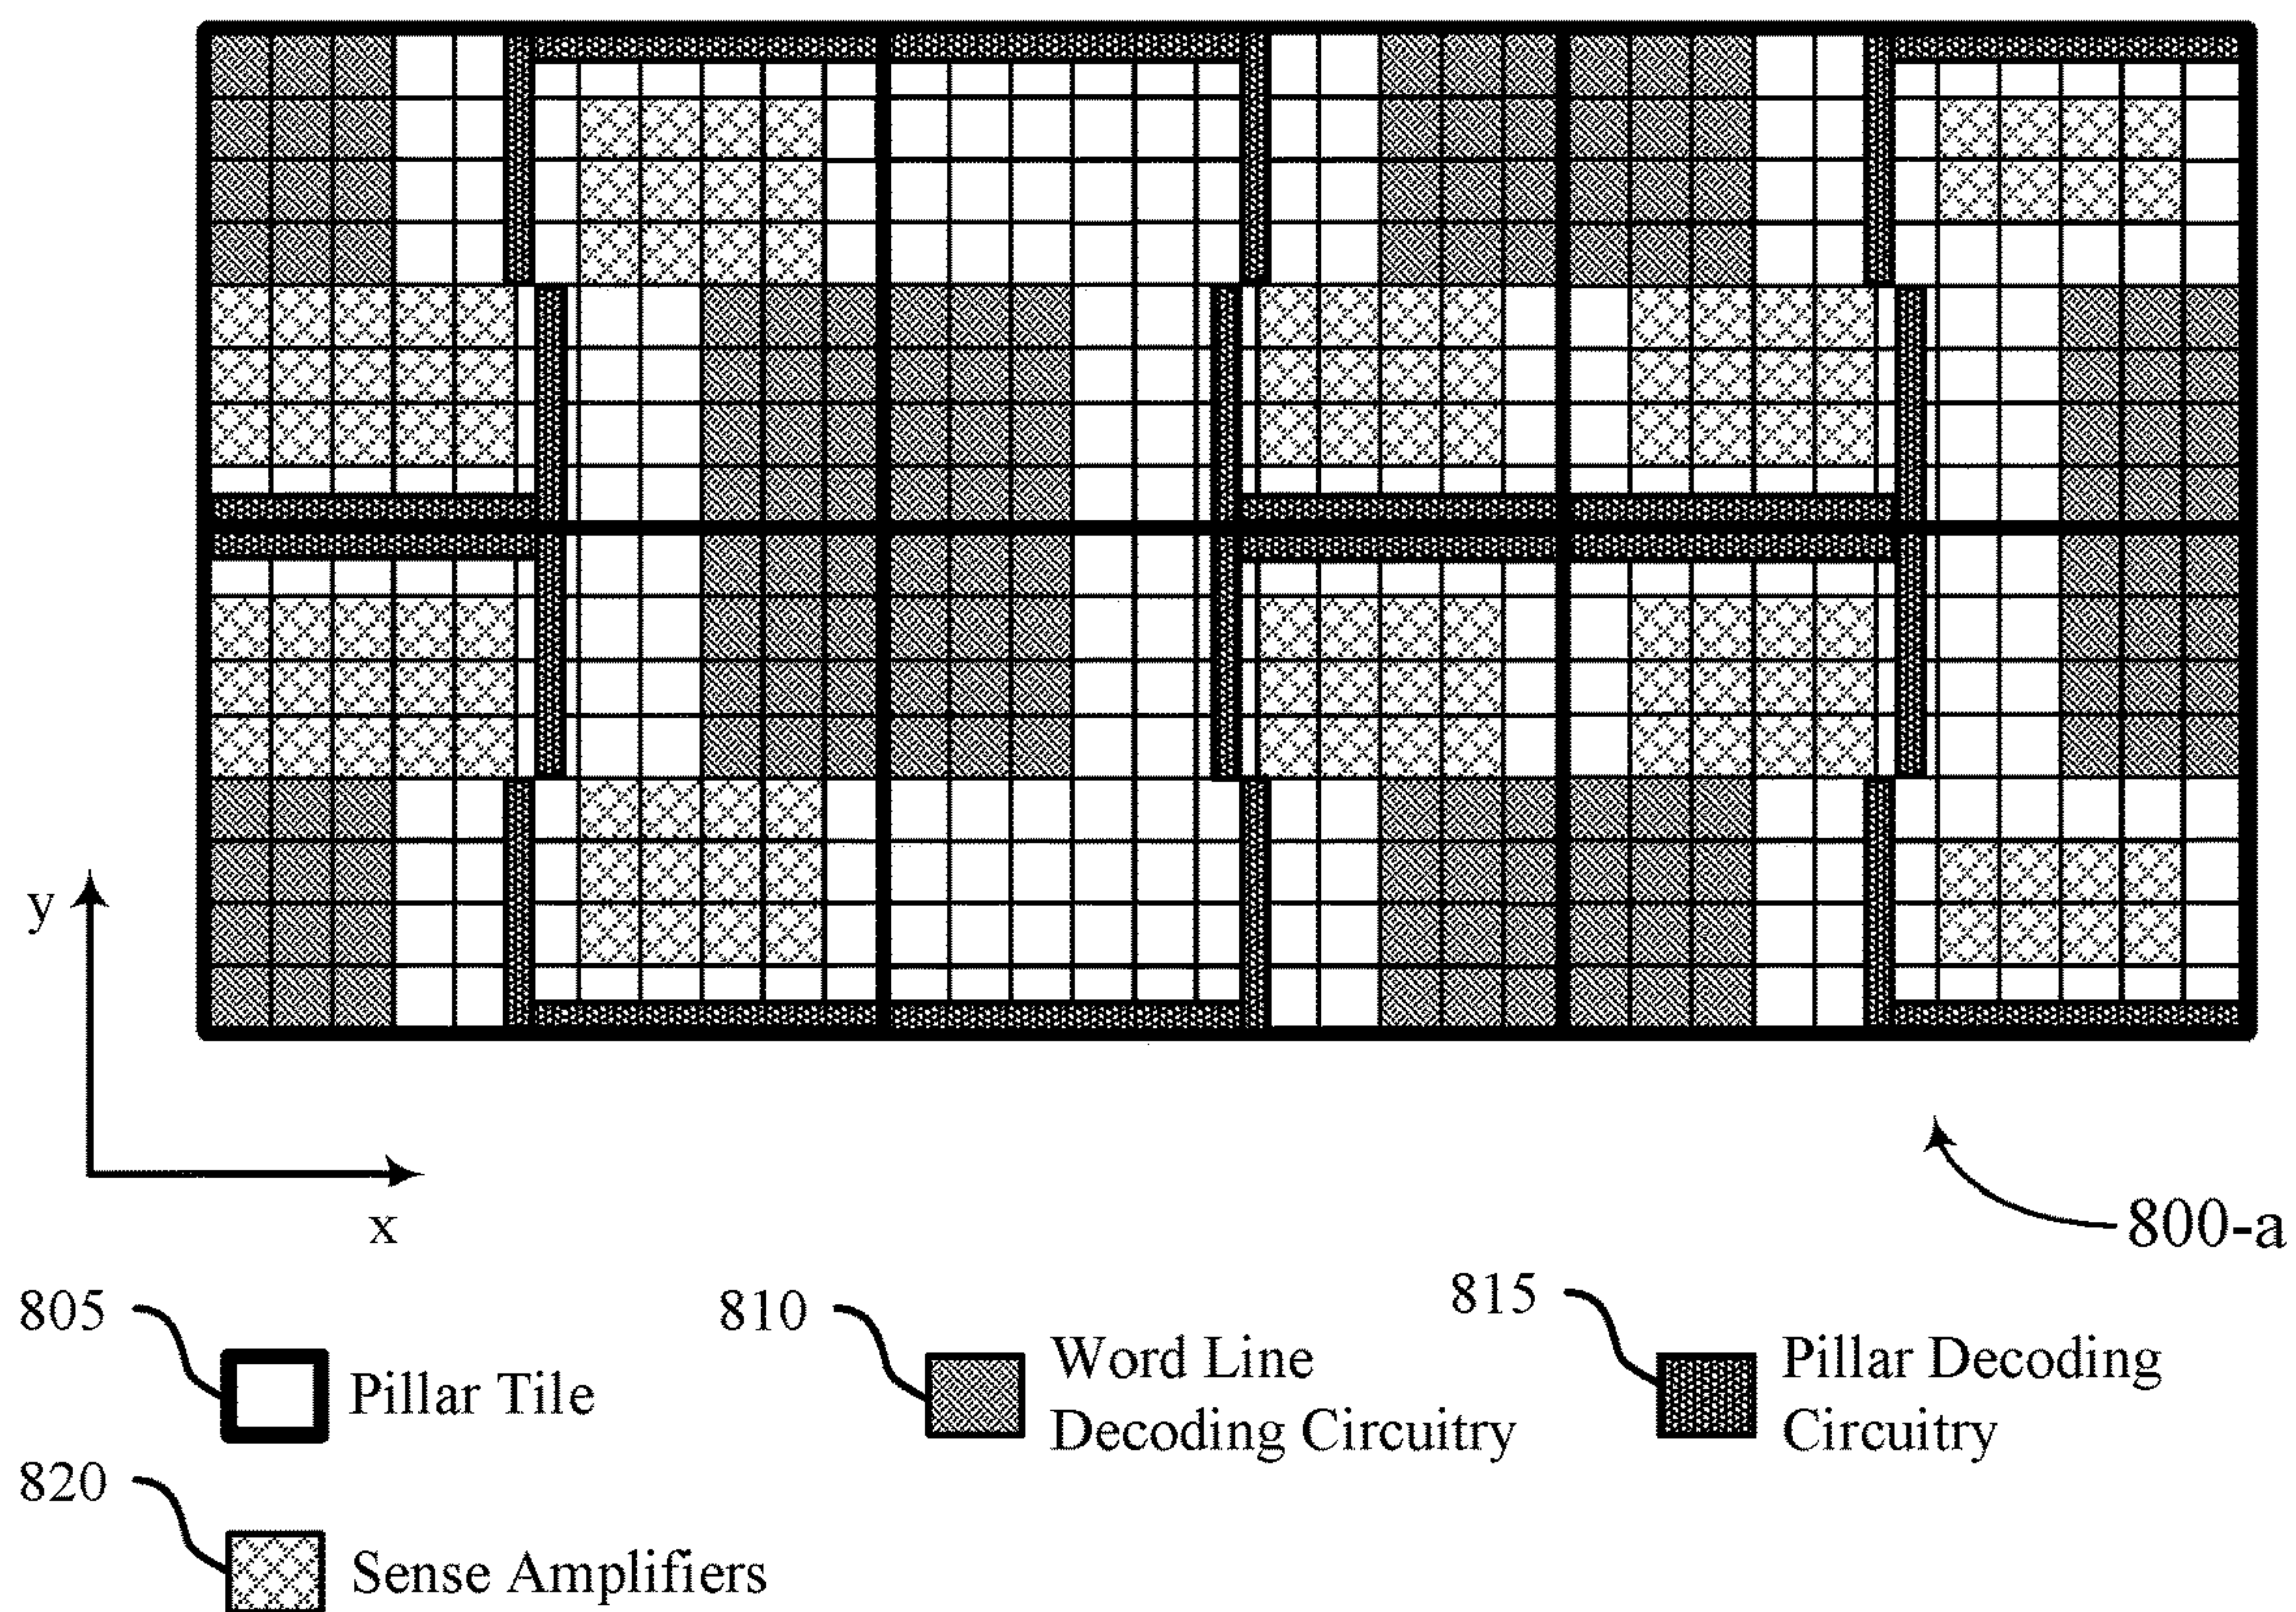 y
x
800-a
805
Pillar Tile
810
Word Line
Decoding Circuitry
815
Pillar Decoding
Circuitry
820
Sense Amplifiers